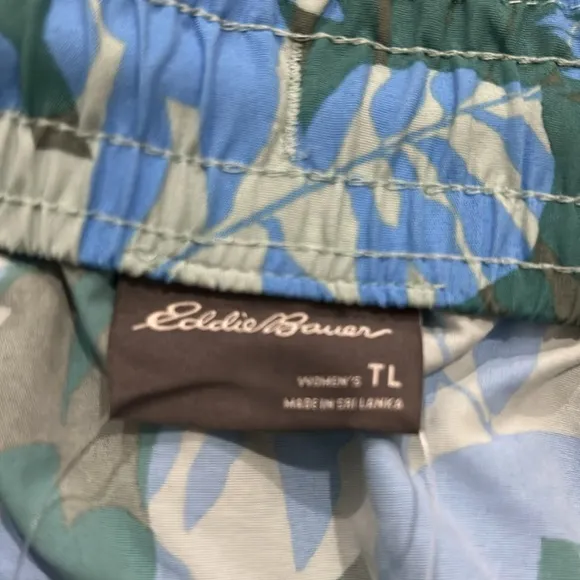 Eddie Bauer
WOMEN'S TL
MADE IN SRI LANKA